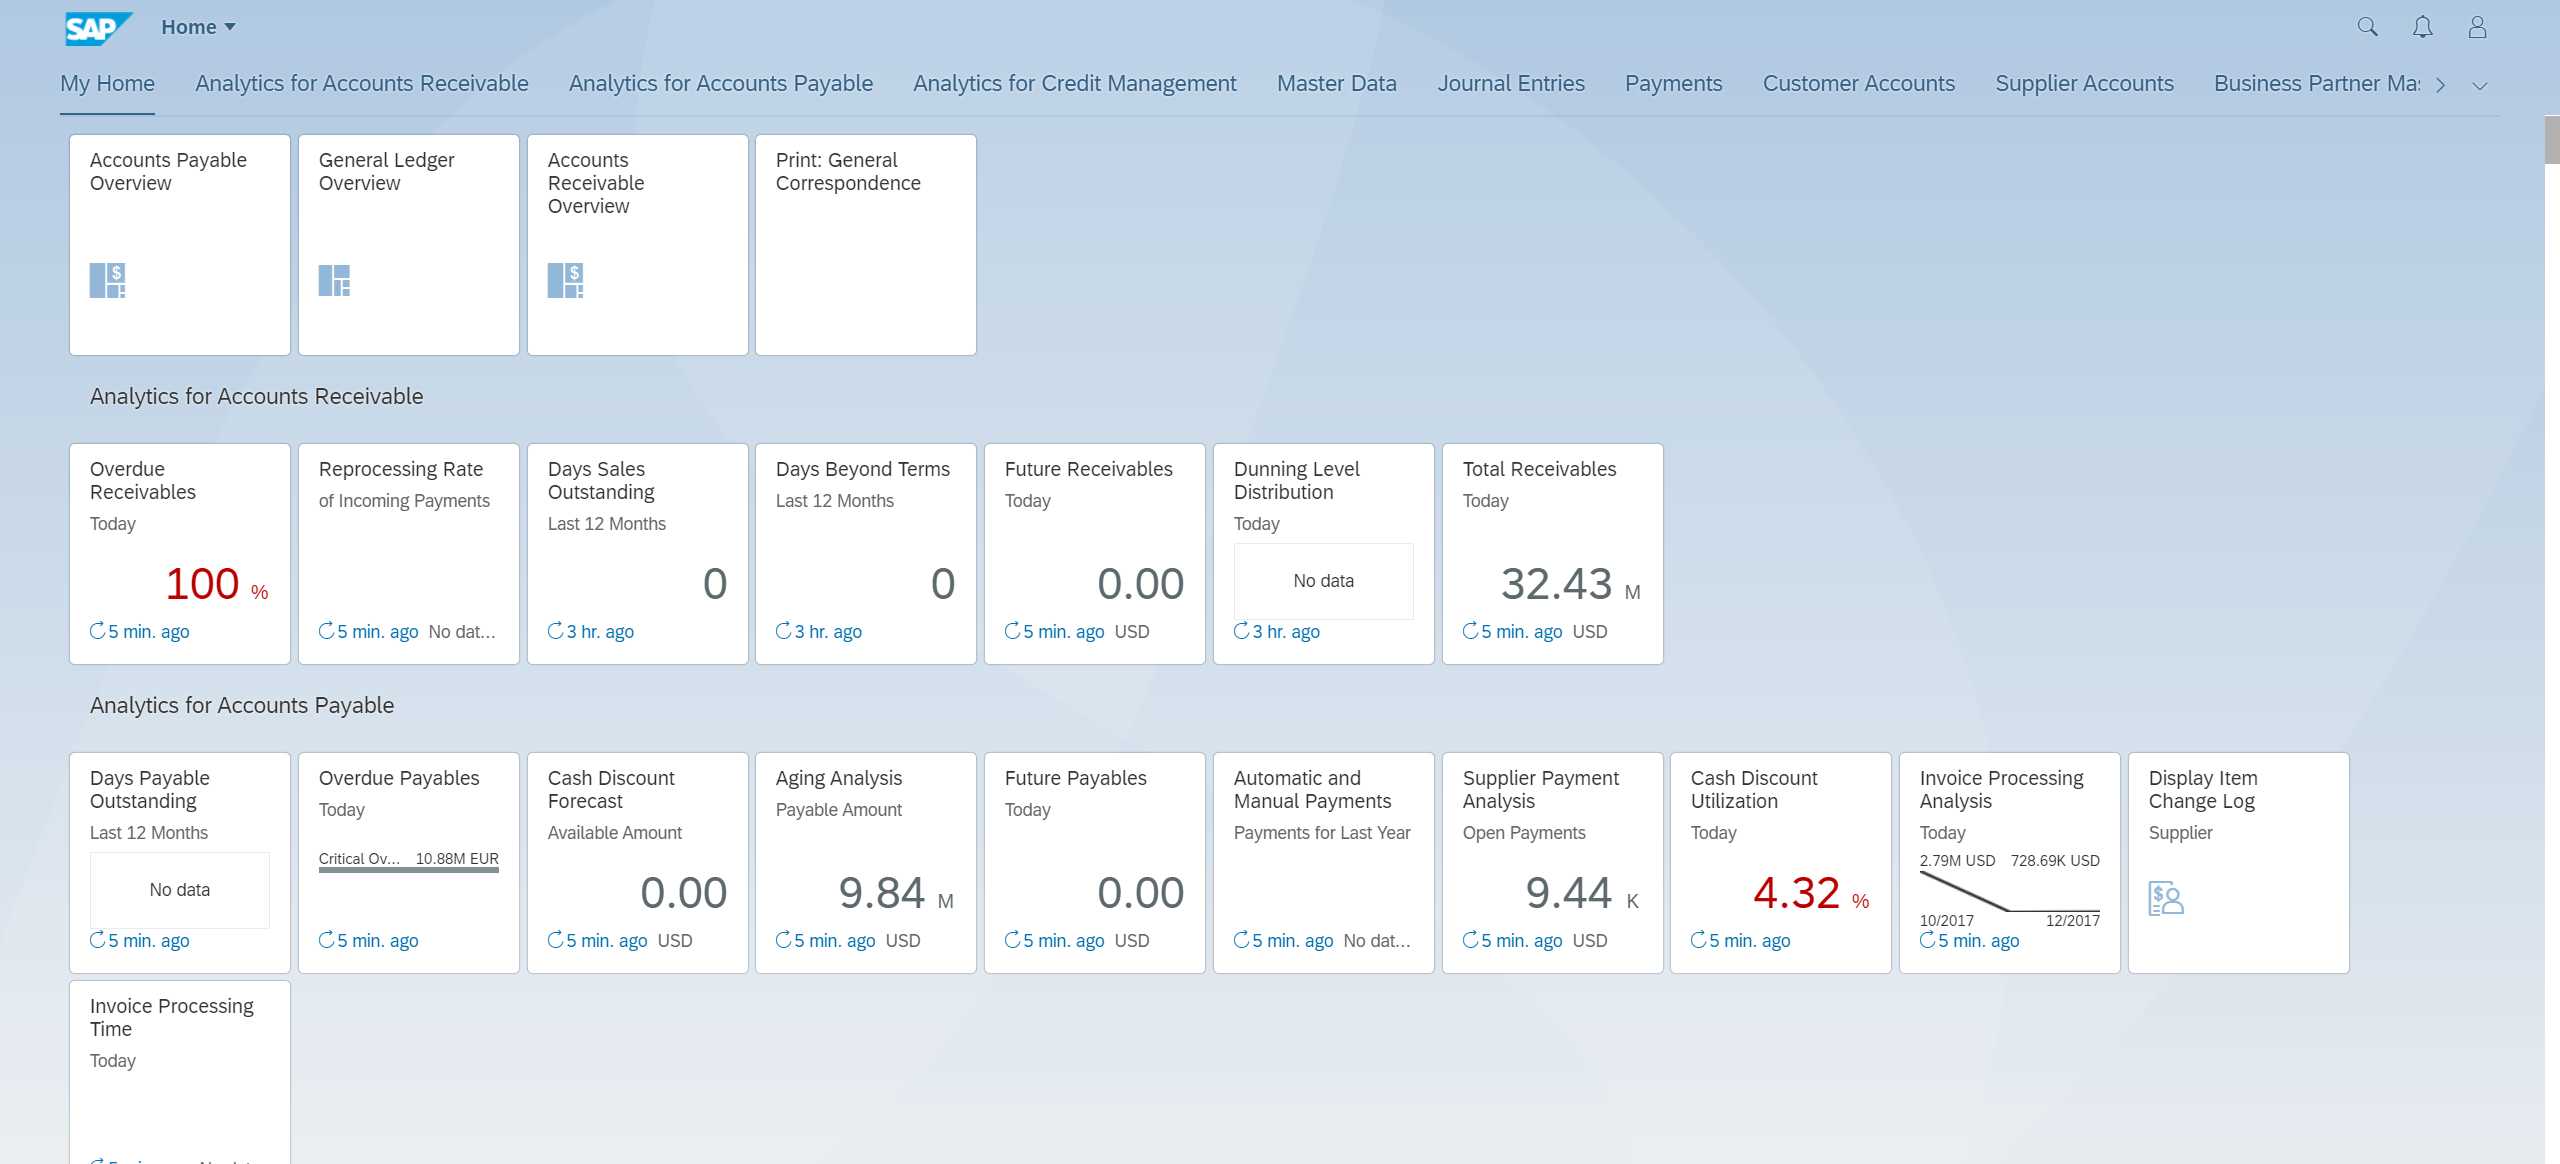 SAP Home
My Home Analytics for Accounts Receivable Analytics for Accounts Payable Analytics for Credit Management Master Data Journal Entries Payments Customer Accounts Supplier Accounts Business Partner Mas
Accounts Payable
Overview
General Ledger
Overview
Accounts
Receivable
Overview
Print: General
Correspondence
$
$
Analytics for Accounts Receivable
Overdue
Receivables
Today
100 %
5 min. ago
Reprocessing Rate
of Incoming Payments
5 min. ago No dat...
Days Sales
Outstanding
Last 12 Months
0
3 hr. ago
Days Beyond Terms
Last 12 Months
0
3 hr. ago
Future Receivables
Today
0.00
5 min. ago USD
Dunning Level
Distribution
Today
No data
3 hr. ago
Total Receivables
Today
32.43 M
5 min. ago USD
Analytics for Accounts Payable
Days Payable
Outstanding
Last 12 Months
No data
5 min. ago
Overdue Payables
Today
Critical Ov... 10.88M EUR
5 min. ago
Cash Discount
Forecast
Available Amount
0.00
5 min. ago USD
Aging Analysis
Payable Amount
9.84 M
5 min. ago USD
Future Payables
Today
0.00
5 min. ago USD
Automatic and
Manual Payments
Payments for Last Year
5 min. ago No dat...
Supplier Payment
Analysis
Open Payments
9.44 K
5 min. ago USD
Cash Discount
Utilization
Today
4.32 %
5 min. ago
Invoice Processing
Analysis
Today
2.79M USD 728.69K USD
10/2017 12/2017
5 min. ago
Display Item
Change Log
Supplier
$
Invoice Processing
Time
Today